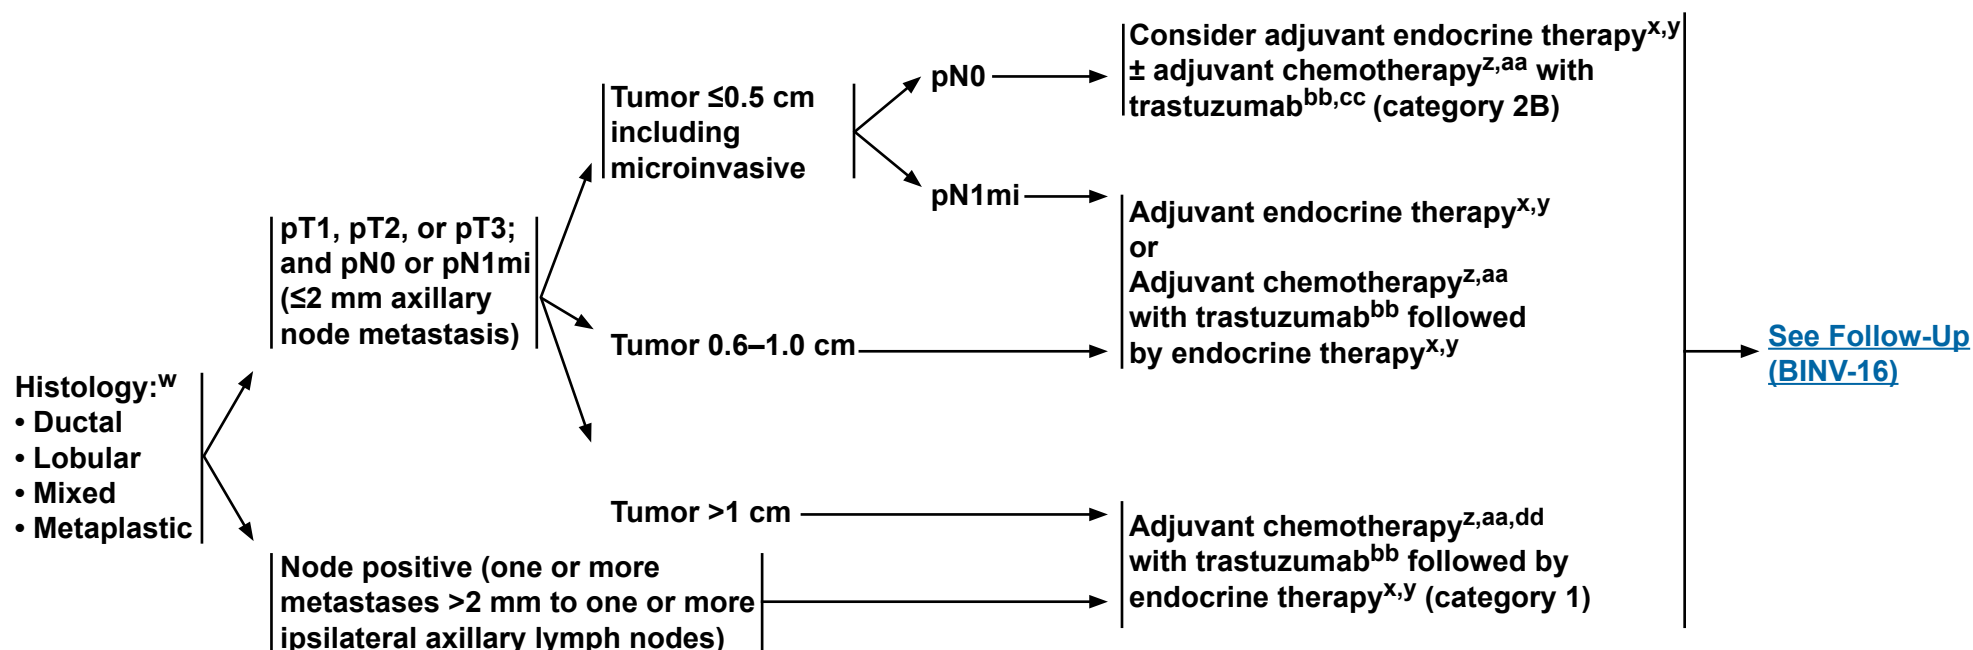 Histology:w
• Ductal
• Lobular
• Mixed
• Metaplastic
pT1, pT2, or pT3;
and pN0 or pN1mi
(≤2 mm axillary
node metastasis)
Node positive (one or more
metastases >2 mm to one or more
ipsilateral axillary lymph nodes)
Tumor ≤0.5 cm
including
microinvasive
Tumor 0.6–1.0 cm
Tumor >1 cm
pN0
pN1mi
Consider adjuvant endocrine therapyx,y
± adjuvant chemotherapyz,aa with
trastuzumabbb,cc (category 2B)
Adjuvant endocrine therapyx,y
or
Adjuvant chemotherapyz,aa
with trastuzumabbb followed
by endocrine therapyx,y
Adjuvant chemotherapyz,aa,dd
with trastuzumabbb followed by
endocrine therapyx,y (category 1)
See Follow-Up
(BINV-16)